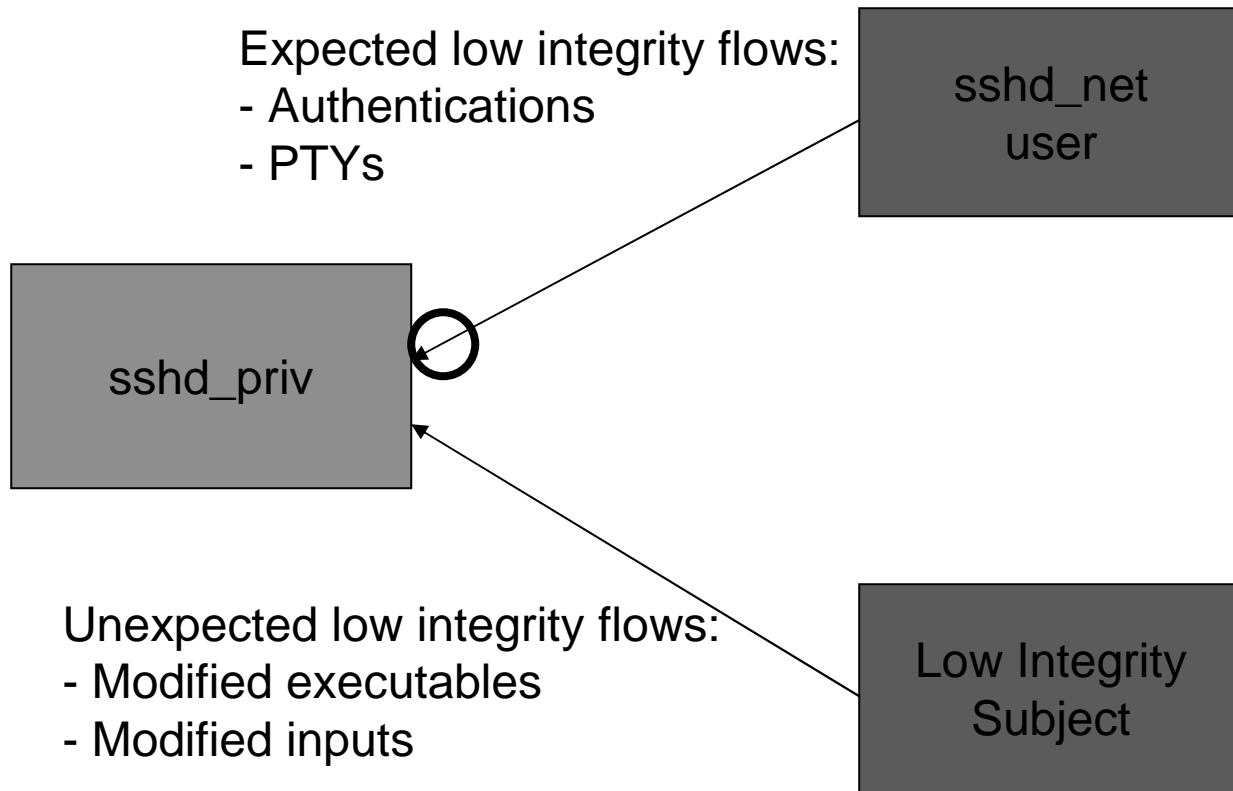 Expected low integrity flows:
- Authentications
- PTYs
sshd_net
user
sshd_priv
Unexpected low integrity flows:
- Modified executables
- Modified inputs
Low Integrity
Subject